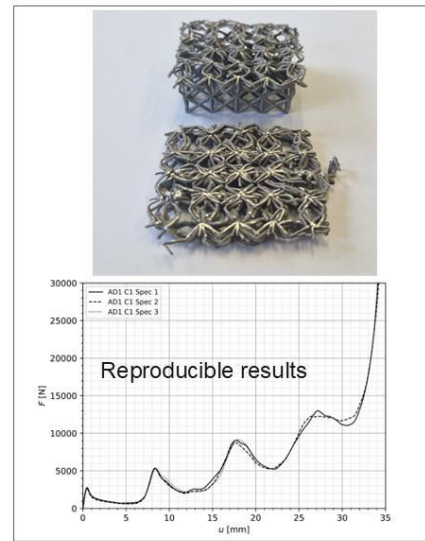 30000
AD1 C1 Spec 1
AD1 C1 Spec 2
AD1 C1 Spec 3
25000
20000
Reproducible results
15000
F [N]
10000
5000
0
0 5 10 15 20 25 30 35
u [mm]